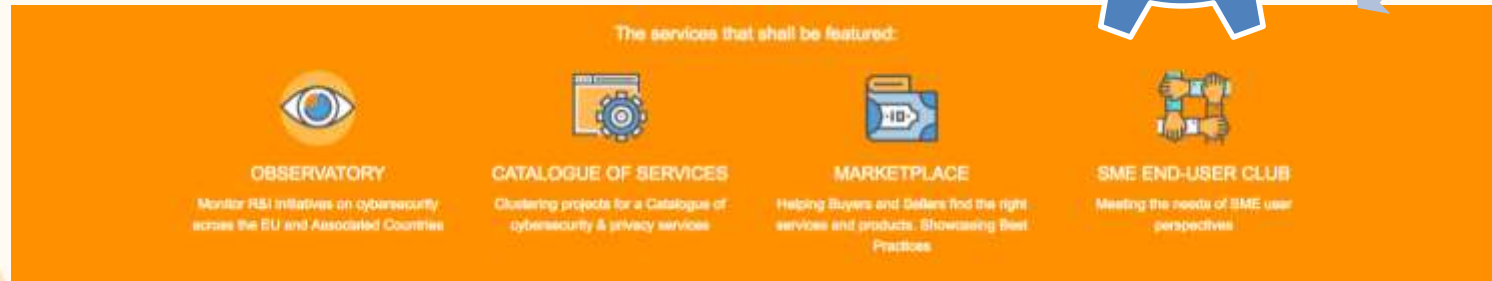 The services that shall be featured:
OBSERVATORY
Monitor R&I initiatives on cybersecurity
across the EU and Associated Countries
CATALOGUE OF SERVICES
Clustering projects for a Catalogue of
cybersecurity & privacy services
MARKETPLACE
Helping Buyers and Sellers find the right
services and products. Showcasing Best
Practices
SME END-USER CLUB
Meeting the needs of SME user
perspectives